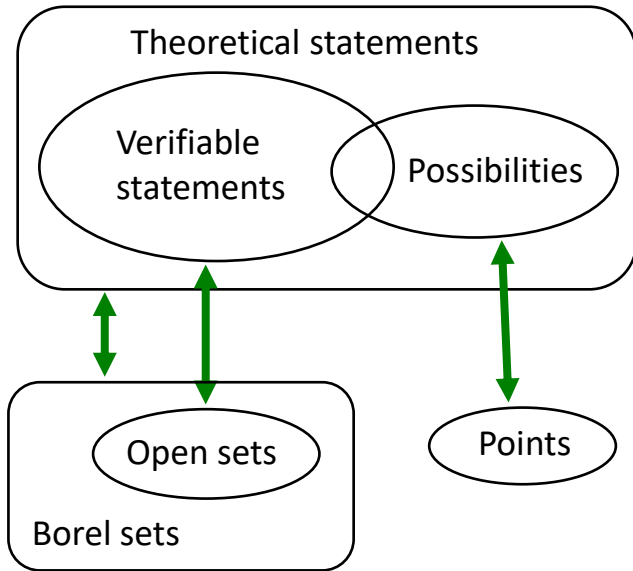 Theoretical statements
Verifiable
statements
Possibilities
Open sets
Points
Borel sets